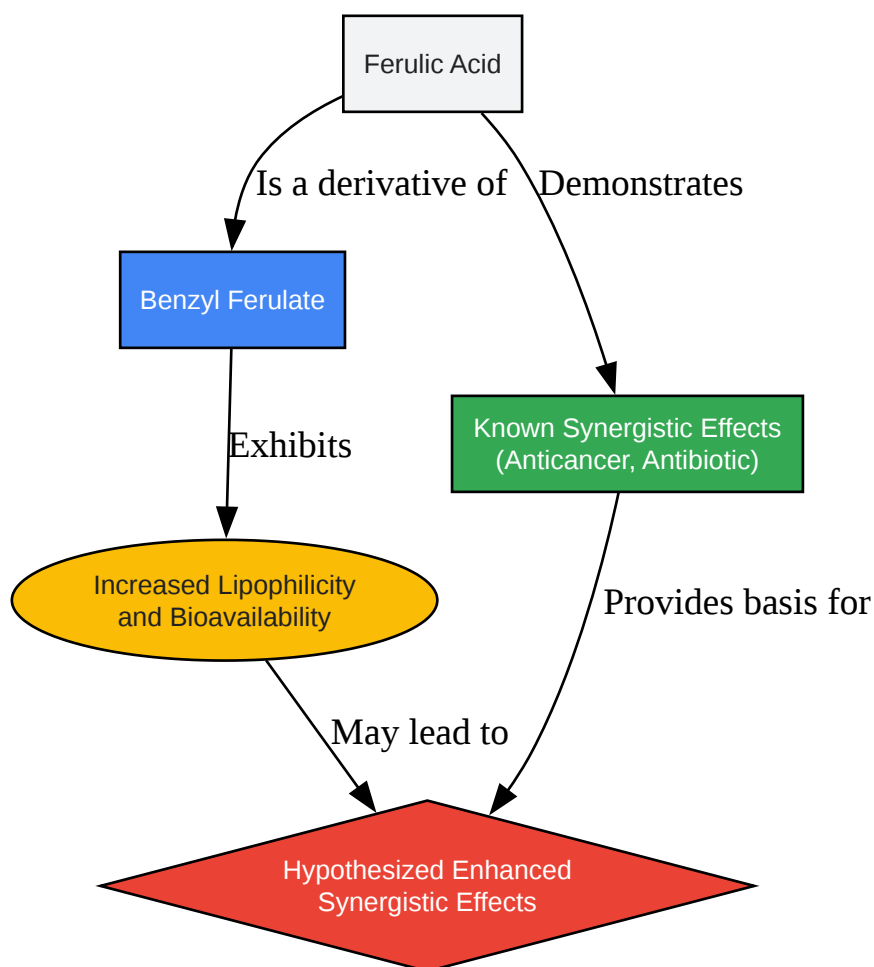 Ferulic Acid
Is a derivative of
Demonstrates
Benzyl Ferulate
Known Synergistic Effects
(Anticancer, Antibiotic)
Exhibits
Increased Lipophilicity
and Bioavailability
Provides basis for
May lead to
Hypothesized Enhanced
Synergistic Effects